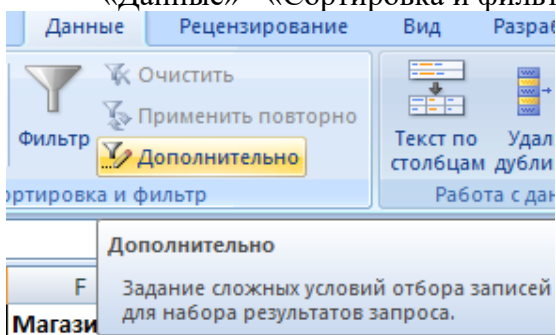 «Данные» «Сортировка и фильт
Данные Рецензирование Вид Разраб
Очистить
Применить повторно
Фильтр
Дополнительно
Текст по столбцам
Удал дубли
ортировка и фильтр
Работа с дан
Дополнительно
F
Задание сложных условий отбора записей
для набора результатов запроса.
Магази